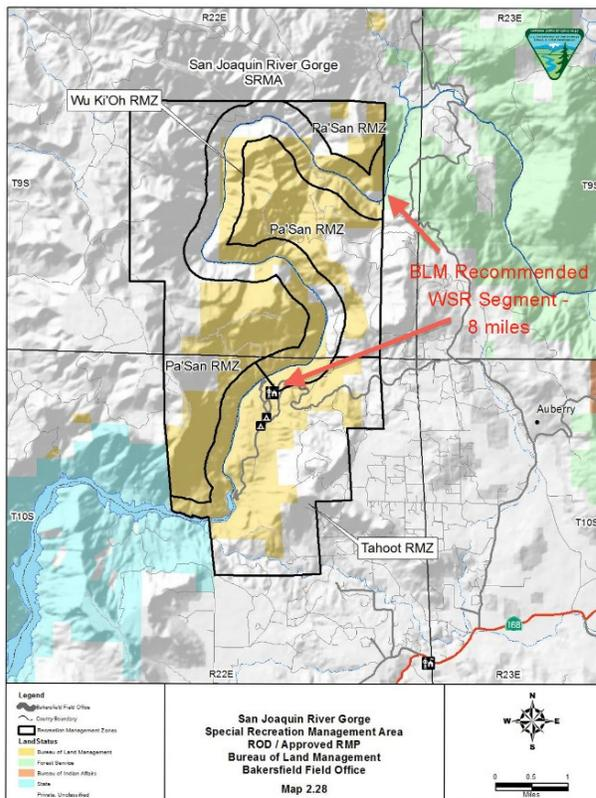 R22E
R23E
San Joaquin River Gorge
SRMA
Wu Ki'Oh RMZ
Pa'San RMZ
T9S
T9S
Pa'San RMZ
BLM Recommended
WSR Segment -
8 miles
Pa'San RMZ
Auberry
T10S
T10S
Tahoot RMZ
168
R22E
R23E
Legend
Bakersfield Field Office
County Boundary
Recreation Management Zones
Land Status
Bureau of Land Management
Forest Service
Bureau of Indian Affairs
State
Private, Unclassified
San Joaquin River Gorge
Special Recreation Management Area
ROD / Approved RMP
Bureau of Land Management
Bakersfield Field Office
Map 2.28
N
W
E
S
0 0.5 1
Miles